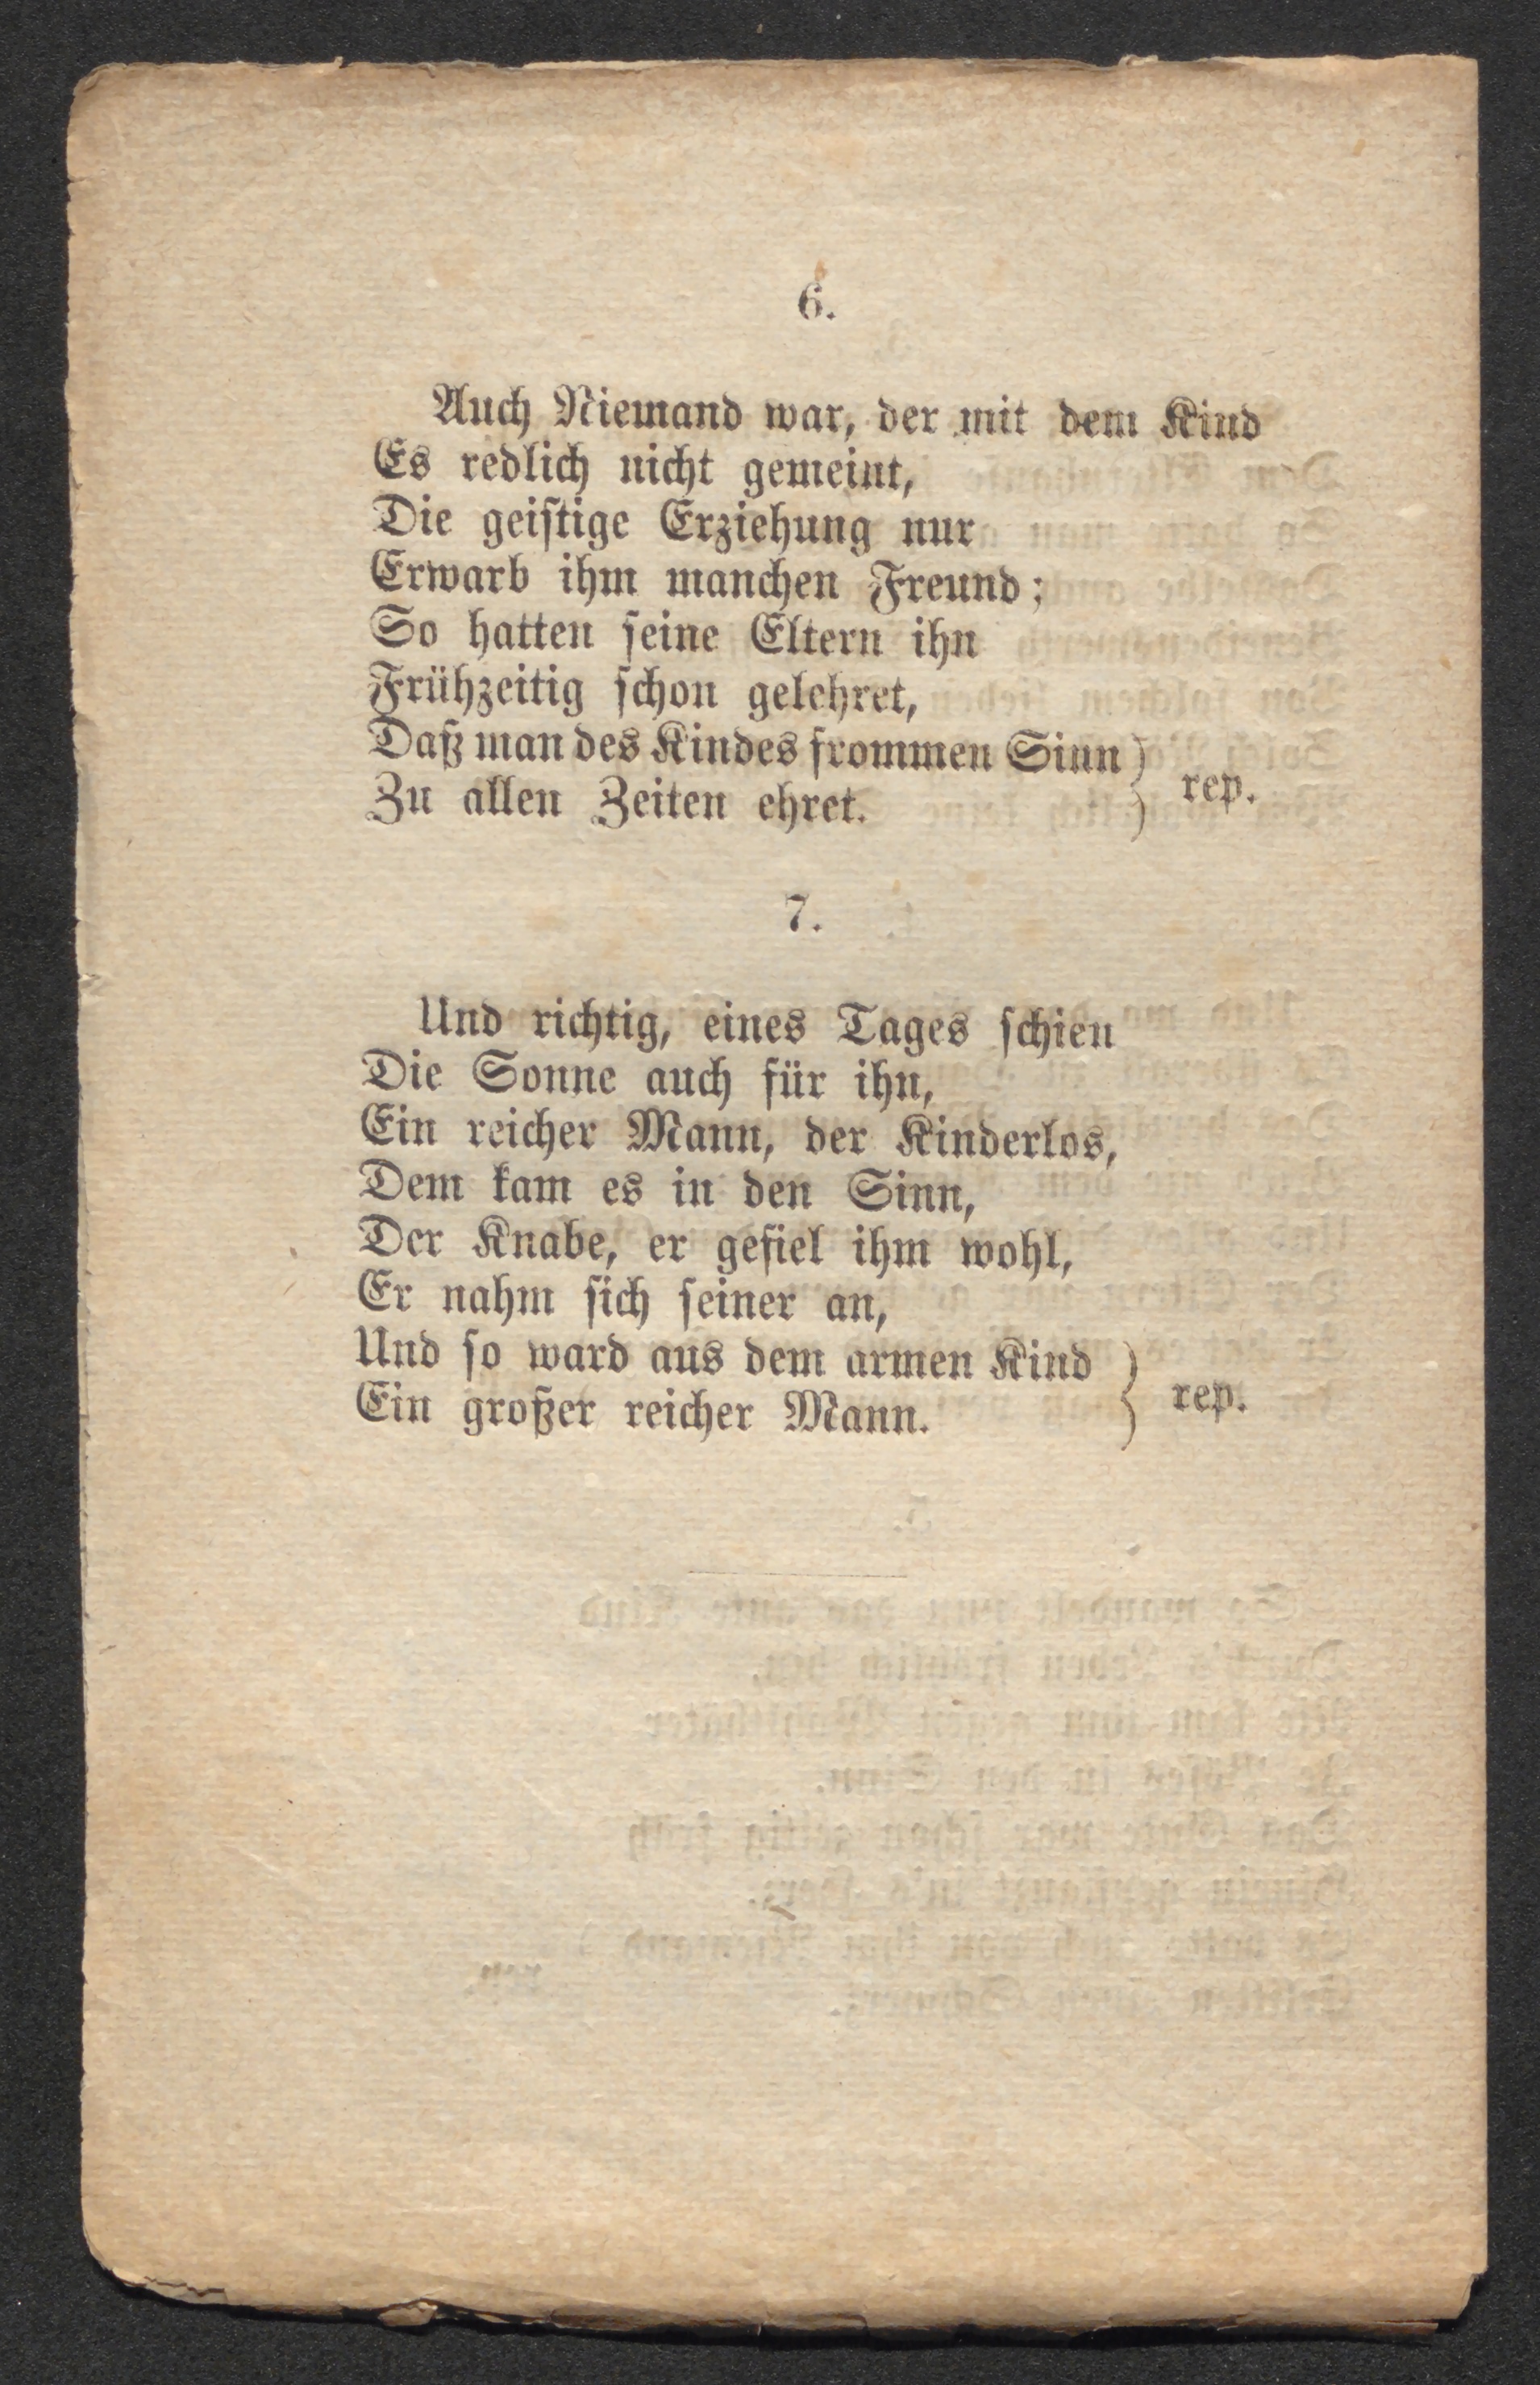 6.
Auch Niemand war, der mit dem Kind
Es redlich nicht gemeint,
Die geistige Erziehung nur
Erwarb ihm manchen Freund;
So hatten seine Eltern ihn
Frühzeitig schon gelehret,
Daß man des Kindes frommen Sinn
Zu allen Zeiten ehret.
rep.
7.
Und richtig, eines Tages schien
Die Sonne auch für ihn,
Ein reicher Mann, der Kinderlos,
Dem kam es in den Sinn,
Der Knabe, er gefiel ihm wohl,
Er nahm sich seiner an,
Und so ward aus dem armen Kind
Ein großer reicher Mann.
rep.